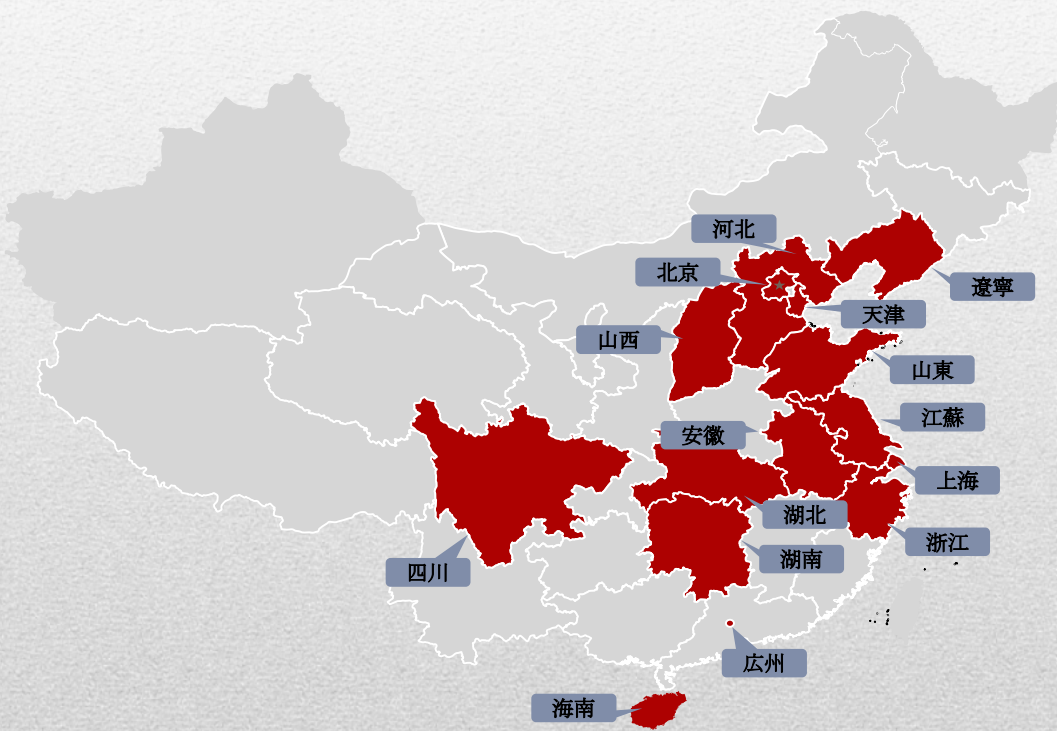 河北
北京
遼寧
天津
山西
山東
江蘇
安徽
上海
湖北
浙江
湖南
四川
広州
海南